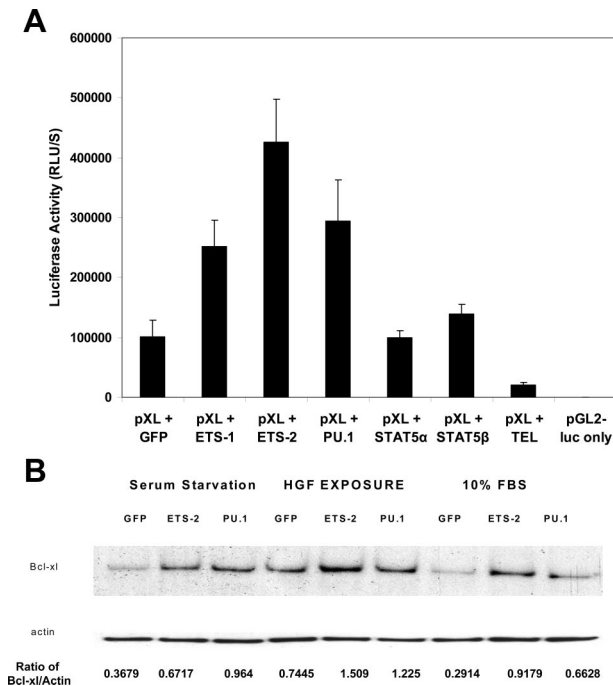 A
600000
500000
400000
300000
200000
100000
0
Luciferase Activity (RLU/S)
pXL + GFP
pXL + ETS-1
pXL + ETS-2
pXL + PU.1
pXL + STAT5α
pXL + STAT5β
pXL + TEL
pGL2-luc only
B
Serum Starvation HGF EXPOSURE 10% FBS
GFP ETS-2 PU.1 GFP ETS-2 PU.1 GFP ETS-2 PU.1
Bcl-xl
actin
Ratio of Bcl-xl/Actin 0.3679 0.6717 0.964 0.7445 1.509 1.225 0.2914 0.9179 0.6628